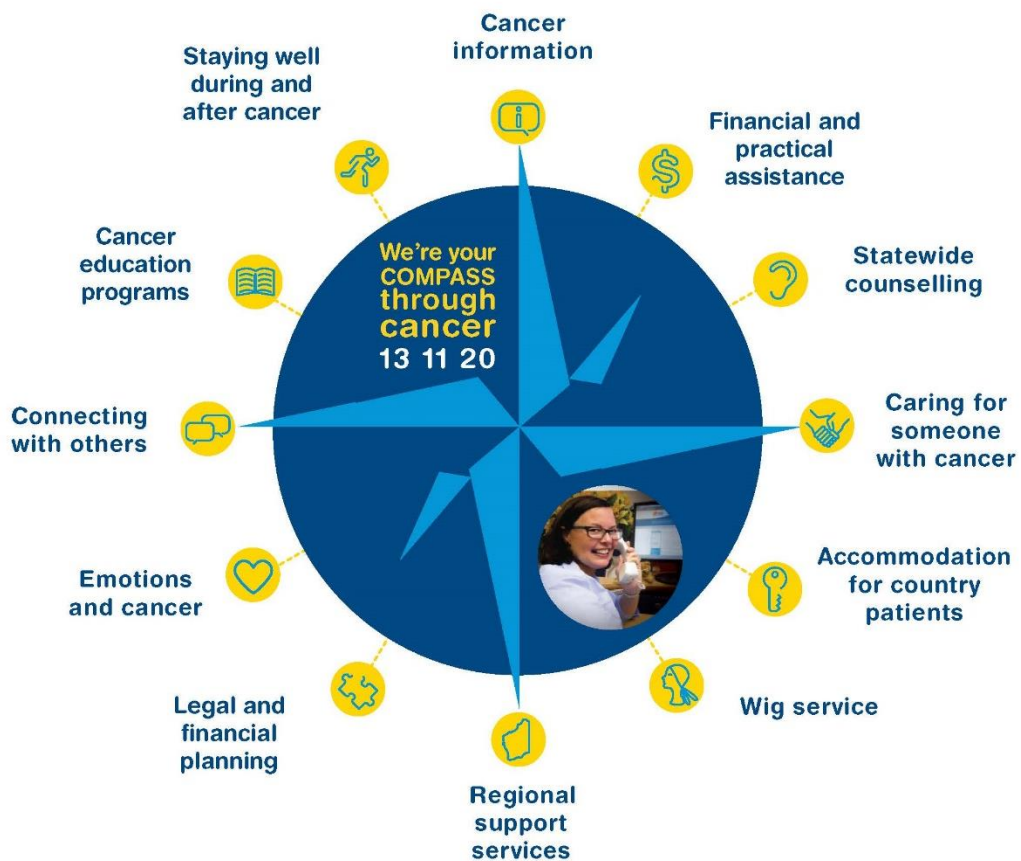 Cancer
information
Financial and
practical
assistance
Statewide
counselling
Caring for
someone
with cancer
Accommodation
for country
patients
Wig service
Regional
support
services
Legal and
financial
planning
Emotions
and cancer
Connecting
with others
Cancer
education
programs
Staying well
during and
after cancer
We're your
COMPASS
through
cancer
13 11 20